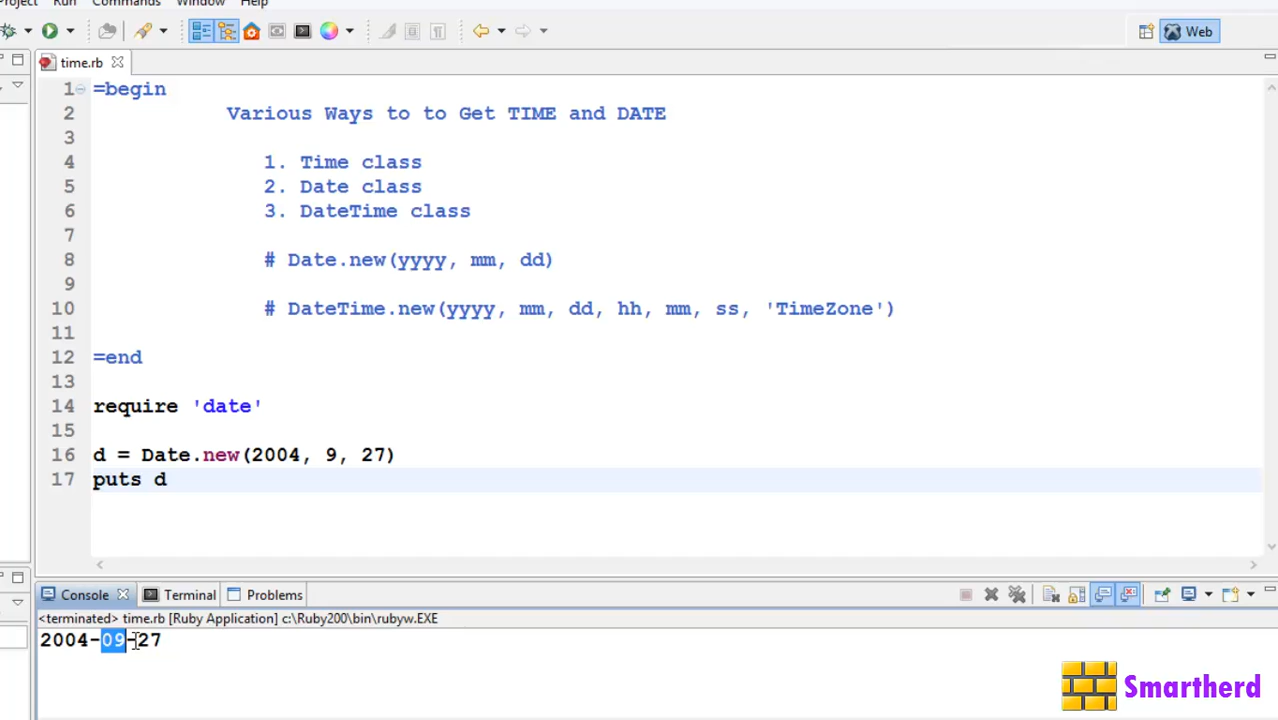 Project Run Commands Window Help
Web
time.rb
1 =begin
2 Various Ways to to Get TIME and DATE
3
4 1. Time class
5 2. Date class
6 3. DateTime class
7
8 # Date.new(yyyy, mm, dd)
9
10 # DateTime.new(yyyy, mm, dd, hh, mm, ss, 'TimeZone')
11
12 =end
13
14 require 'date'
15
16 d = Date.new(2004, 9, 27)
17 puts d
Console Terminal Problems
<terminated> time.rb [Ruby Application] c:\Ruby200\bin\rubyw.EXE
2004-09-27
Smartherd